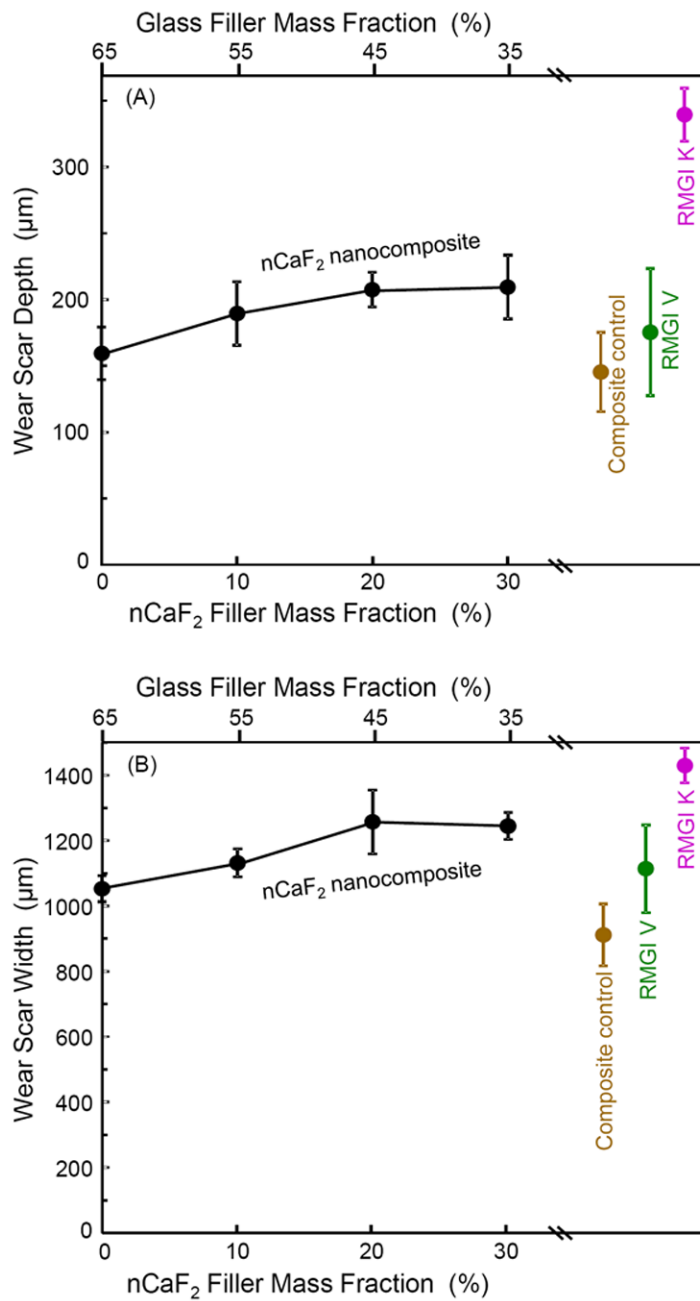 Glass Filler Mass Fraction (%)
65 55 45 35
(A)
Wear Scar Depth (µm)
300
200
100
0
nCaF₂ nanocomposite
Composite control
RMGI V
RMGI K
0 10 20 30
nCaF₂ Filler Mass Fraction (%)
Glass Filler Mass Fraction (%)
65 55 45 35
(B)
Wear Scar Width (µm)
1400
1200
1000
800
600
400
200
0
nCaF₂ nanocomposite
Composite control
RMGI V
RMGI K
0 10 20 30
nCaF₂ Filler Mass Fraction (%)